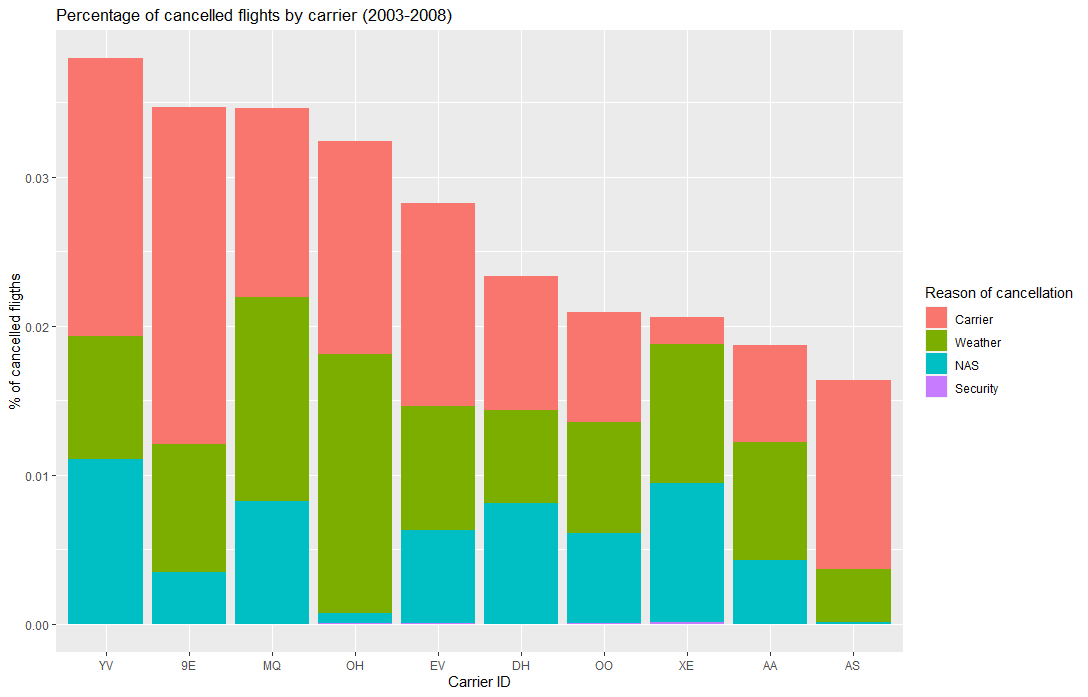 Percentage of cancelled flights by carrier (2003-2008)
% of cancelled fligths
0.03
0.02
0.01
0.00
YV 9E MQ OH EV DH OO XE AA AS
Carrier ID
Reason of cancellation
Carrier
Weather
NAS
Security